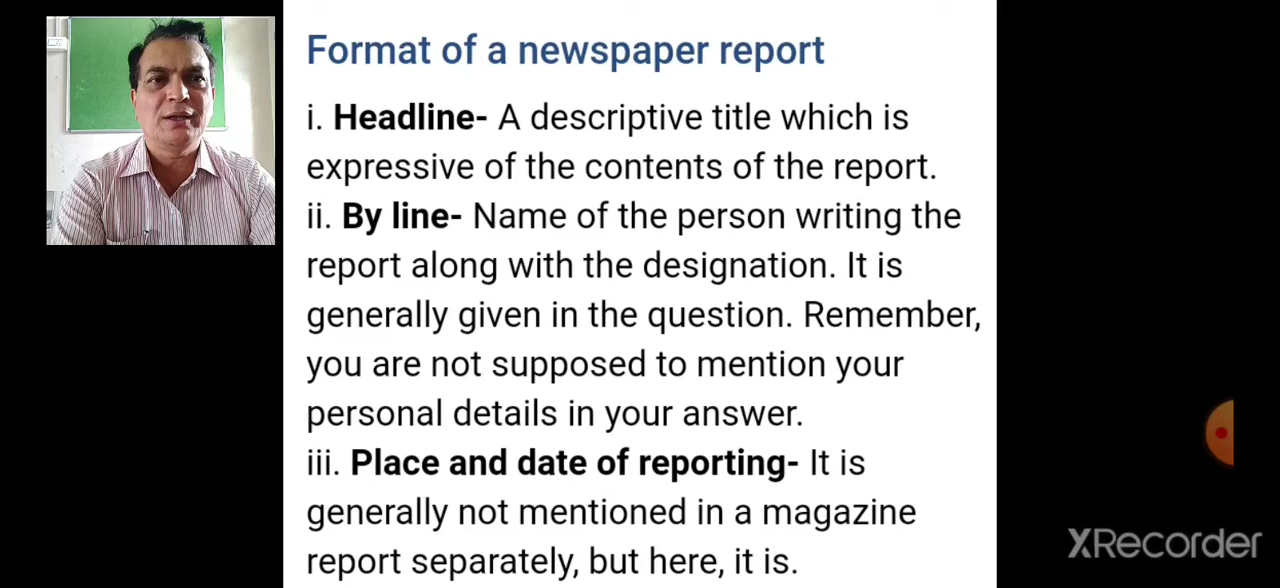 Format of a newspaper report
i. Headline- A descriptive title which is
expressive of the contents of the report.
ii. By line- Name of the person writing the
report along with the designation. It is
generally given in the question. Remember,
you are not supposed to mention your
personal details in your answer.
iii. Place and date of reporting- It is
generally not mentioned in a magazine
report separately, but here, it is.
XRecorder